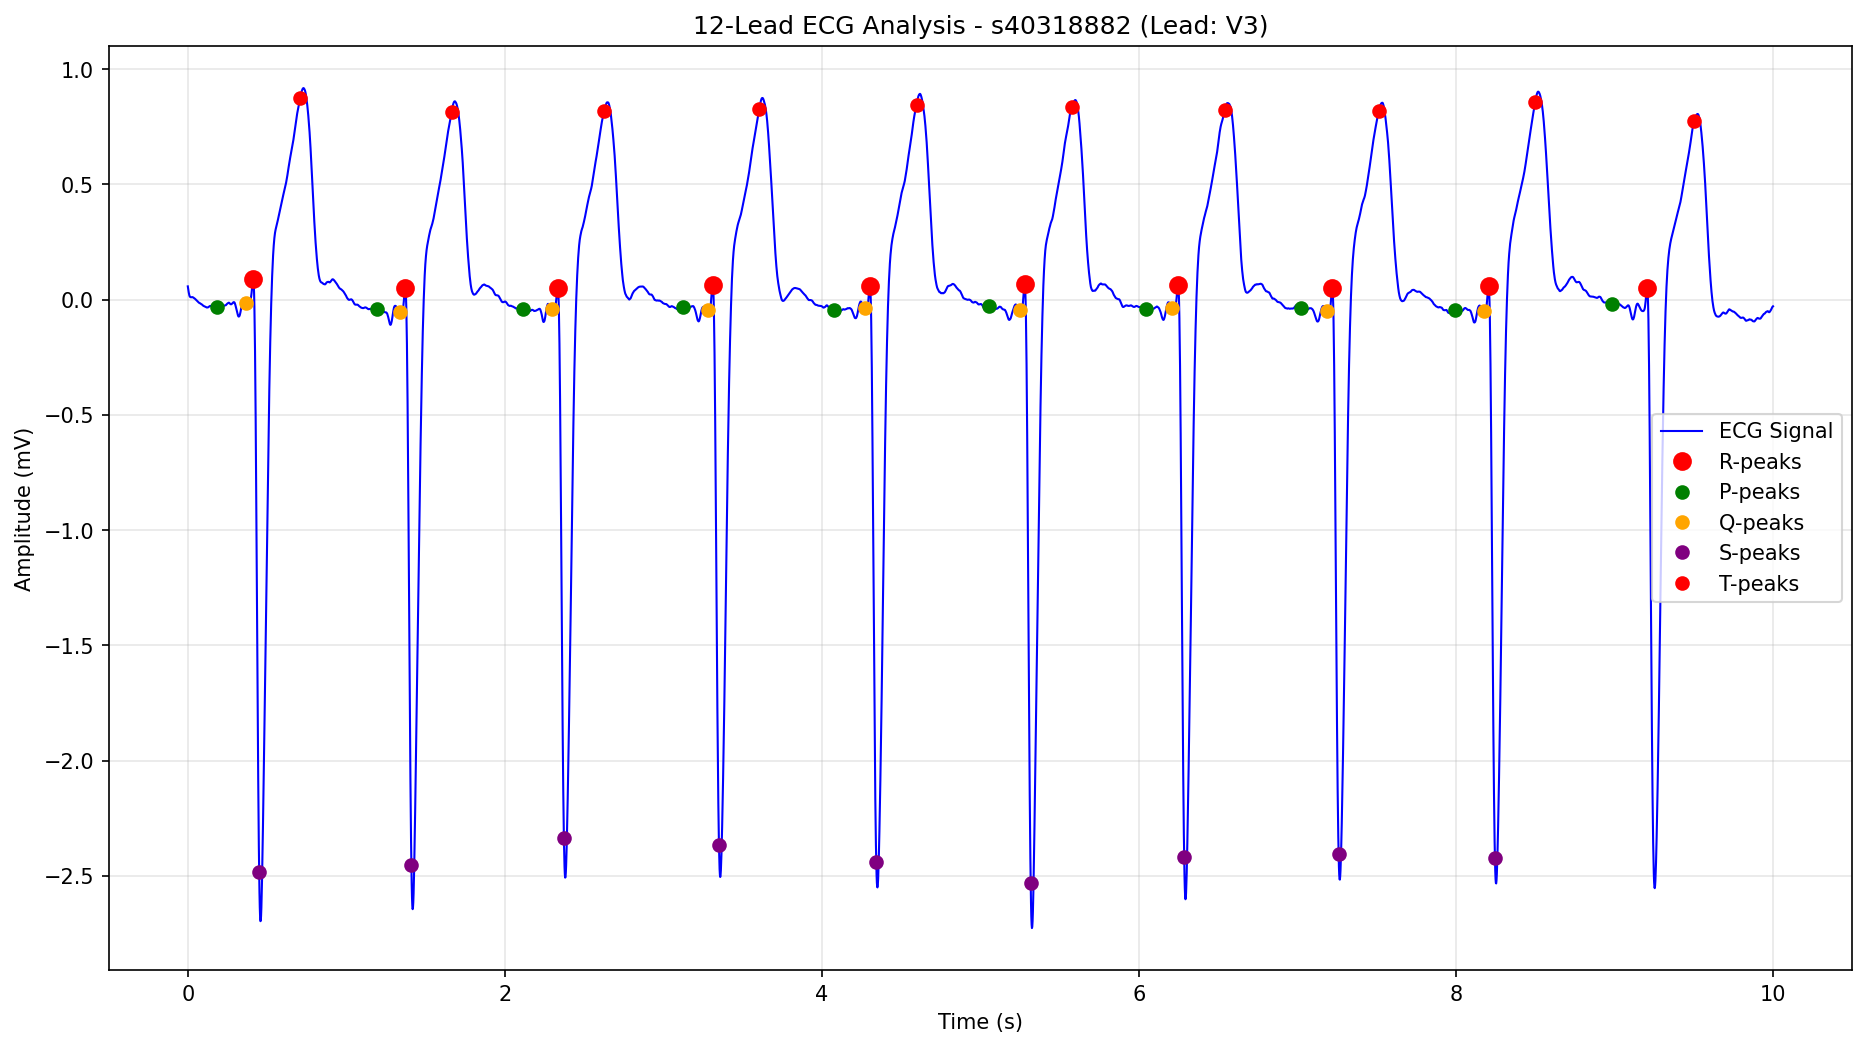 12-Lead ECG Analysis - s40318882 (Lead: V3)
1.0
0.5
0.0
−0.5
−1.0
−1.5
−2.0
−2.5
Amplitude (mV)
ECG Signal
R-peaks
P-peaks
Q-peaks
S-peaks
T-peaks
0 2 4 6 8 10
Time (s)